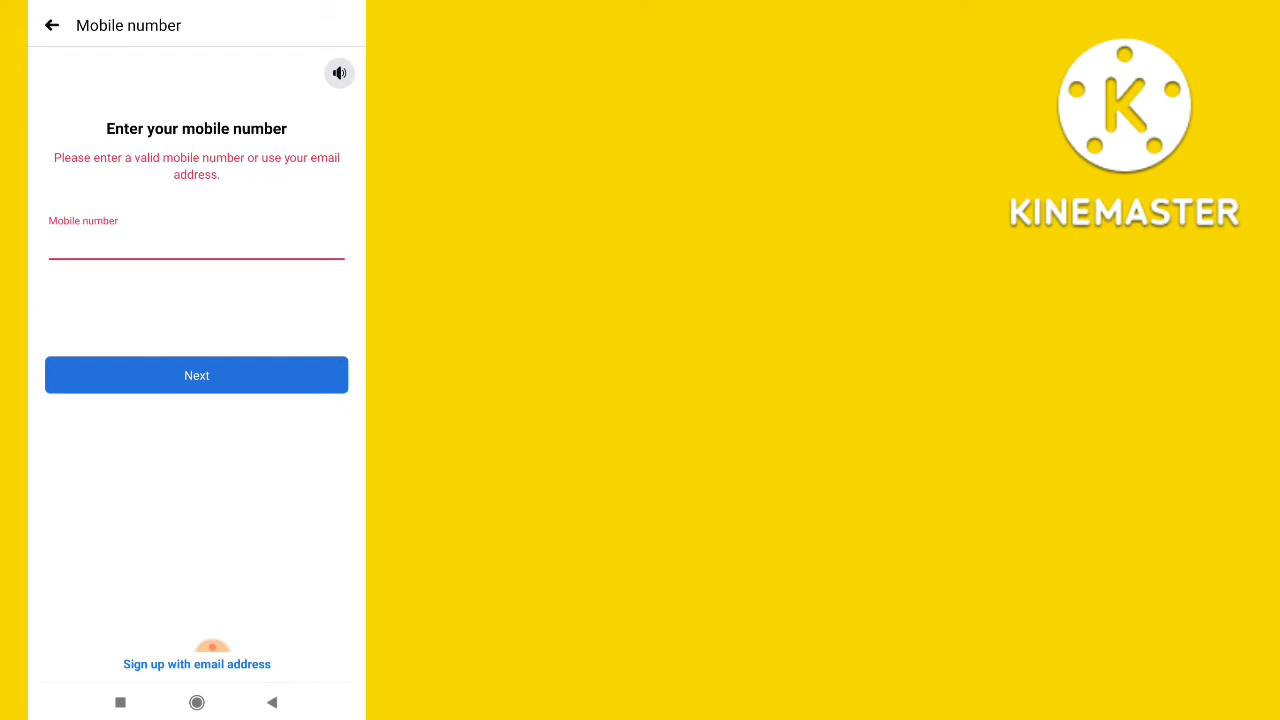 Mobile number
Enter your mobile number
Please enter a valid mobile number or use your email
address.
Mobile number
Next
Sign up with email address
K
KINEMASTER